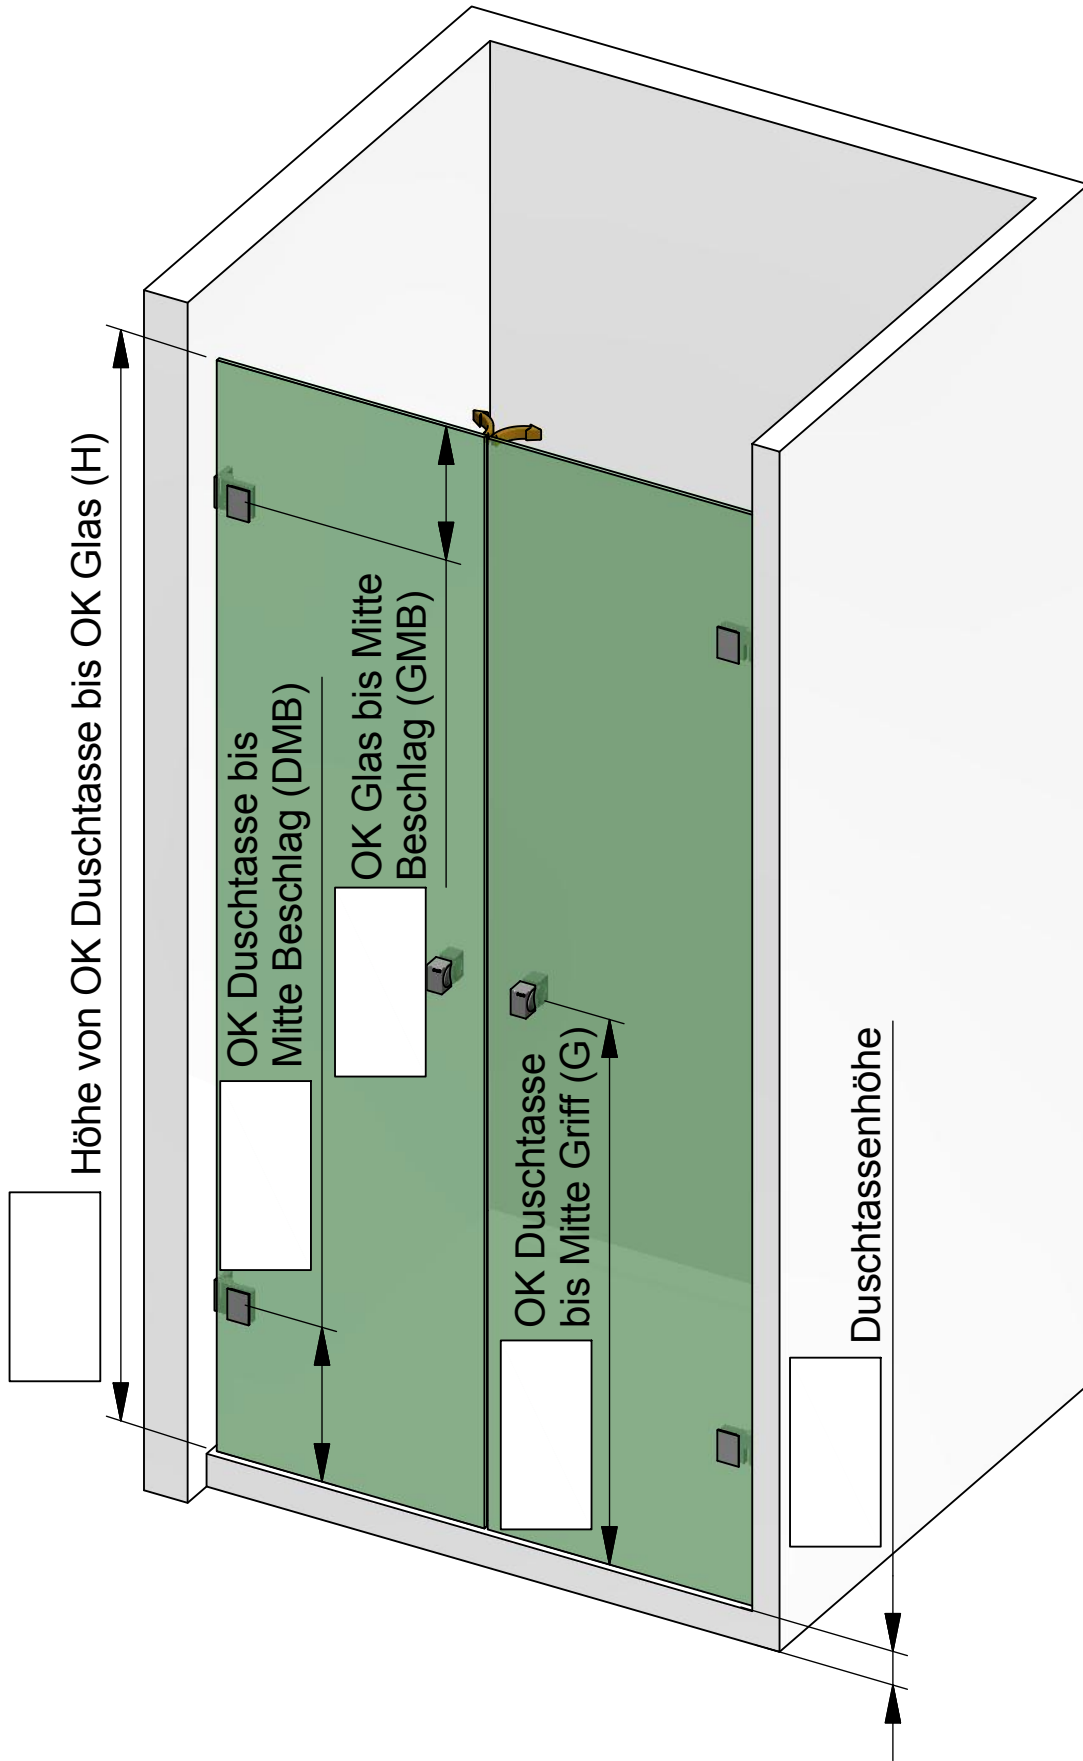 Höhe von OK Duschtasse bis OK Glas (H)
OK Duschtasse bis
Mitte Beschlag (DMB)
OK Glas bis Mitte
Beschlag (GMB)
OK Duschtasse
bis Mitte Griff (G)
Duschtassenhöhe